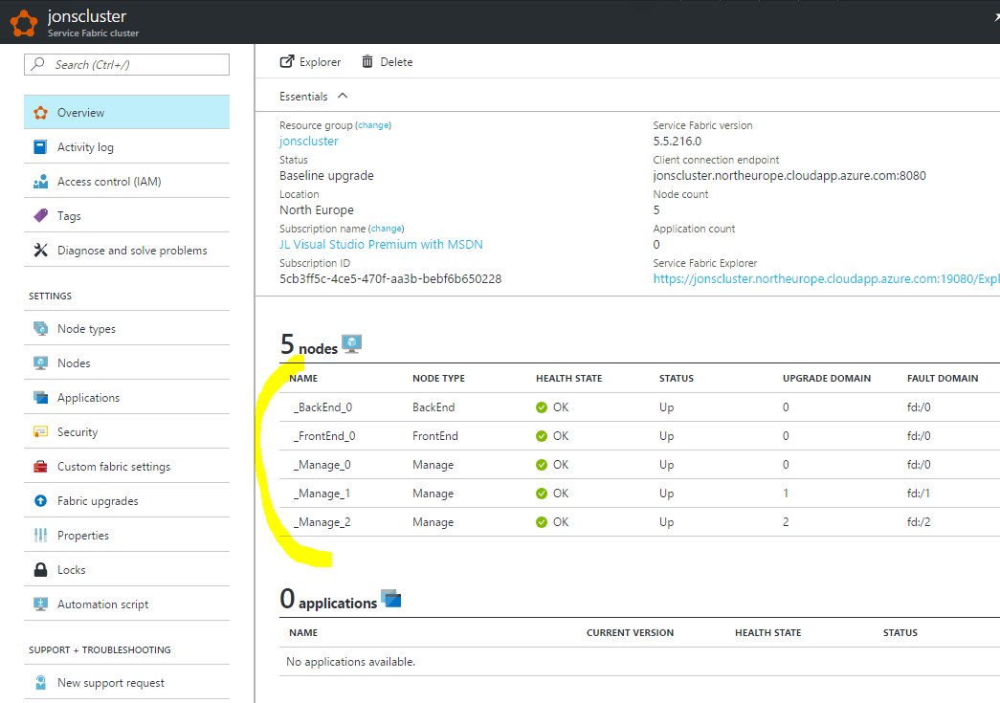 jonscluster
Service Fabric cluster
Search (Ctrl+/)
Overview
Activity log
Access control (IAM)
Tags
Diagnose and solve problems
SETTINGS
Node types
Nodes
Applications
Security
Custom fabric settings
Fabric upgrades
Properties
Locks
Automation script
SUPPORT + TROUBLESHOOTING
New support request
Explorer Delete
Essentials
Resource group (change)
jonscluster
Status
Baseline upgrade
Location
North Europe
Subscription name (change)
JL Visual Studio Premium with MSDN
Subscription ID
5cb3ff5c-4ce5-470f-aa3b-bebf6b650228
Service Fabric version
5.5.216.0
Client connection endpoint
jonscluster.northeurope.cloudapp.azure.com:8080
Node count
5
Application count
0
Service Fabric Explorer
https://jonscluster.northeurope.cloudapp.azure.com:19080/Expl
5 nodes
NAME NODE TYPE HEALTH STATE STATUS UPGRADE DOMAIN FAULT DOMAIN
_BackEnd_0 BackEnd OK Up 0 fd:/0
_FrontEnd_0 FrontEnd OK Up 0 fd:/0
_Manage_0 Manage OK Up 0 fd:/0
_Manage_1 Manage OK Up 1 fd:/1
_Manage_2 Manage OK Up 2 fd:/2
0 applications
NAME CURRENT VERSION HEALTH STATE STATUS
No applications available.